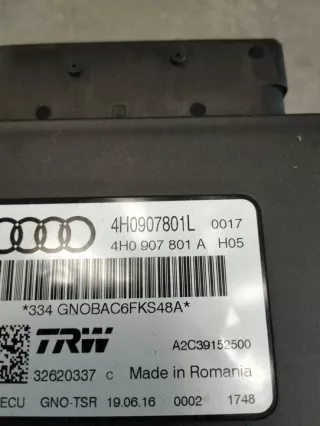 4H0907801L 0017
4H0 907 801 A H05
*334 GNOBAC6FKS48A*
TRW A2C39152500
32620337 C Made in Romania
ECU GNO-TSR 19.06.16 0002 1748